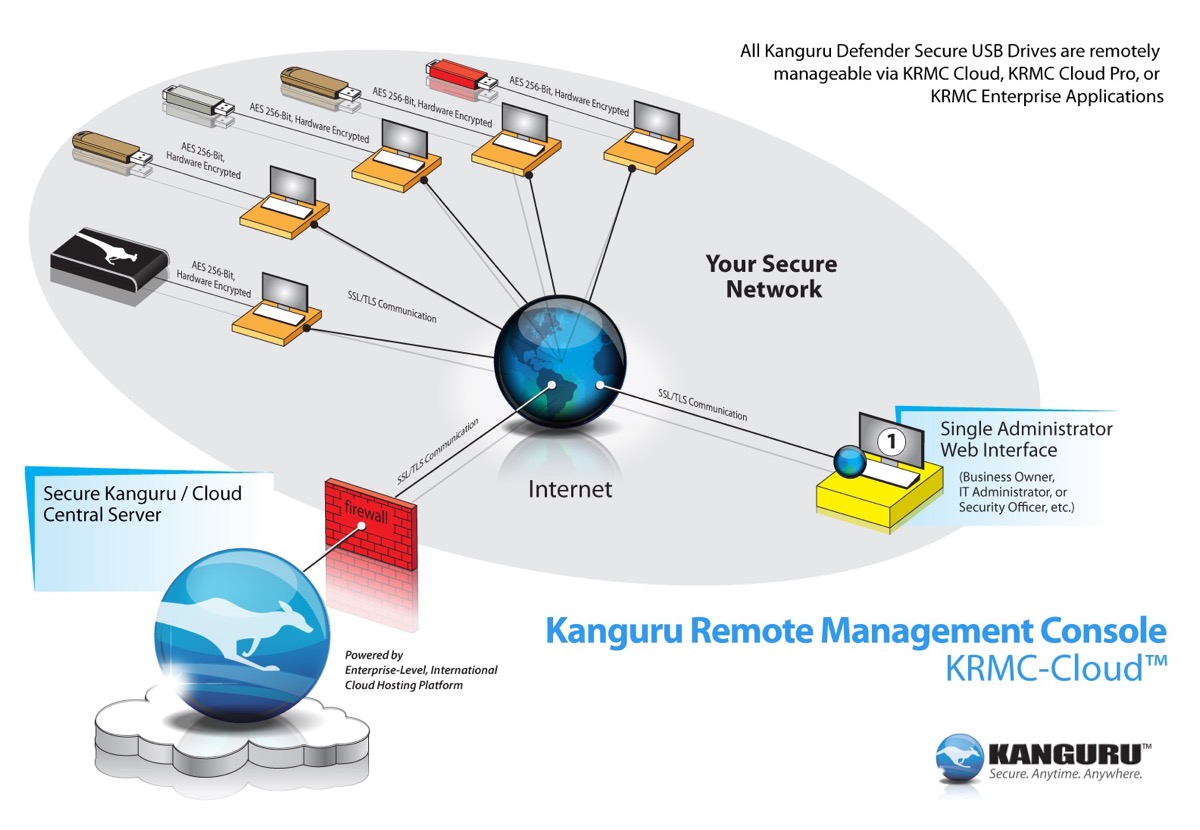 All Kanguru Defender Secure USB Drives are remotely
manageable via KRMC Cloud, KRMC Cloud Pro, or
KRMC Enterprise Applications
AES 256-Bit, Hardware Encrypted
AES 256-Bit, Hardware Encrypted
AES 256-Bit, Hardware Encrypted
AES 256-Bit,
Hardware Encrypted
AES 256-Bit,
Hardware Encrypted
SSL/TLS Communication
Your Secure
Network
SSL/TLS Communication
SSL/TLS Communication
Internet
1
Single Administrator
Web Interface
(Business Owner,
IT Administrator, or
Security Officer, etc.)
Secure Kanguru / Cloud
Central Server
firewall
Powered by
Enterprise-Level, International
Cloud Hosting Platform
Kanguru Remote Management Console
KRMC-Cloud™
KANGURU™
Secure. Anytime. Anywhere.